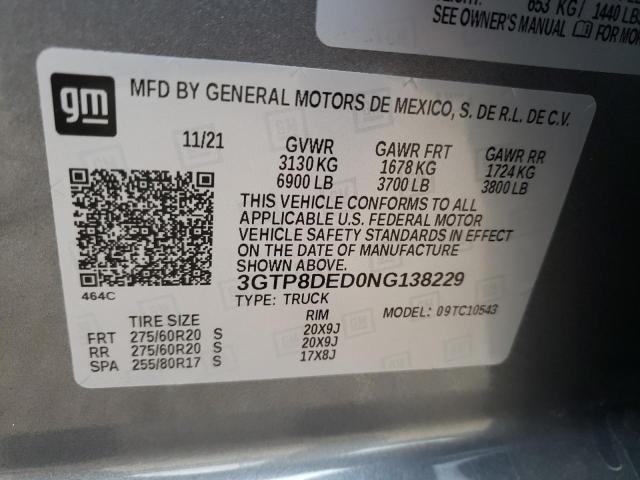 653 KG / 1440 LBS
SEE OWNER'S MANUAL FOR MOR
gm
MFD BY GENERAL MOTORS DE MEXICO, S. DE R.L. DE C.V.
11/21 GVWR GAWR FRT GAWR RR
3130 KG 1678 KG 1724 KG
6900 LB 3700 LB 3800 LB
THIS VEHICLE CONFORMS TO ALL
APPLICABLE U.S. FEDERAL MOTOR
VEHICLE SAFETY STANDARDS IN EFFECT
ON THE DATE OF MANUFACTURE
SHOWN ABOVE.
3GTP8DED0NG138229
464C
TYPE: TRUCK MODEL: 09TC10543
TIRE SIZE RIM
FRT 275/60R20 S 20X9J
RR 275/60R20 S 20X9J
SPA 255/80R17 S 17X8J